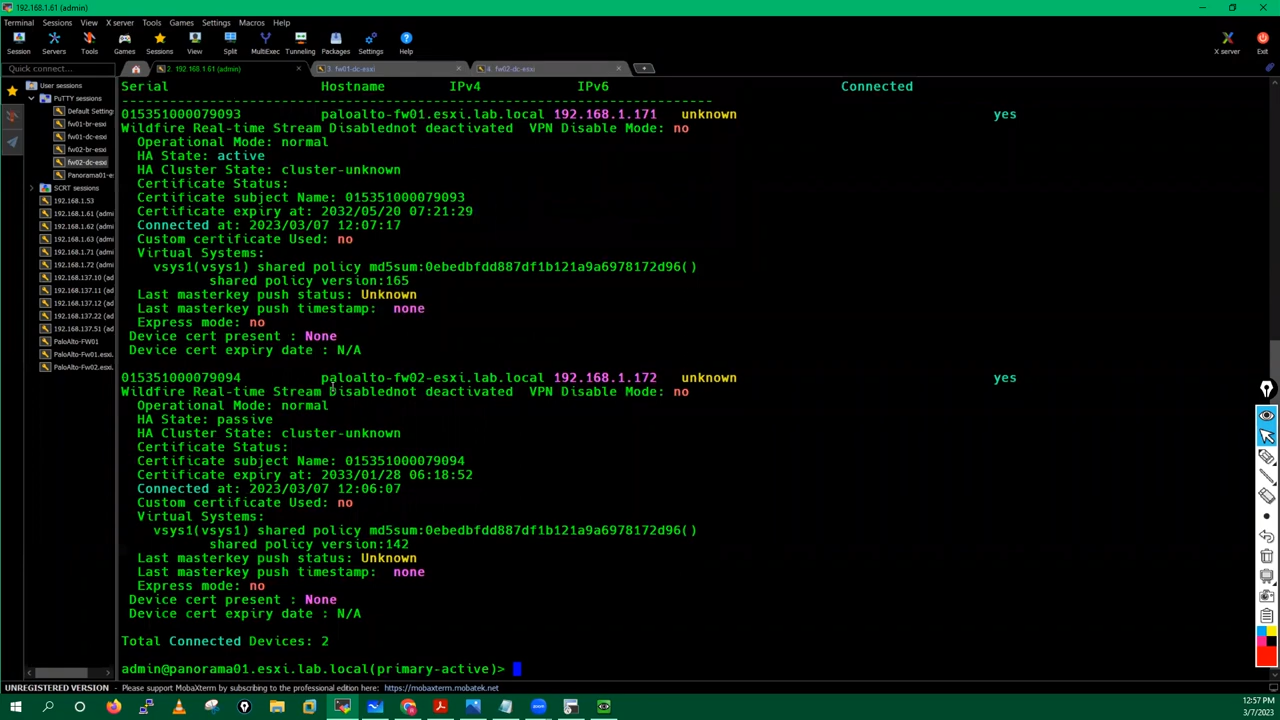 192.168.1.61 (admin)
Terminal Sessions View X server Tools Games Settings Macros Help
Session Servers Tools Games Sessions View Split MultiExec Tunneling Packages Settings Help X server Exit
Quick connect... 2. 192.168.1.61 (admin) 3. fw01-dc-esxi 4. fw02-dc-esxi
User sessions
PuTTY sessions
Default Setting
fw01-br-esxi
fw01-dc-esxi
fw02-br-esxi
fw02-dc-esxi
Panorama01-e
SCRT sessions
192.168.1.53
192.168.1.61 (admi
192.168.1.62 (admi
192.168.1.63 (admi
192.168.1.71 (admi
192.168.1.72 (admi
192.168.137.10 (ad
192.168.137.11 (ad
192.168.137.12 (ad
192.168.137.22 (ad
192.168.137.51 (ad
PaloAlto-FW01
PaloAlto-Fw01.esxi.
PaloAlto-Fw02.esxi.
Serial Hostname IPv4 IPv6 Connected
--------------------------------------------------------------------------
015351000079093 paloalto-fw01.esxi.lab.local 192.168.1.171 unknown yes
Wildfire Real-time Stream Disablednot deactivated VPN Disable Mode: no
Operational Mode: normal
HA State: active
HA Cluster State: cluster-unknown
Certificate Status:
Certificate subject Name: 015351000079093
Certificate expiry at: 2032/05/20 07:21:29
Connected at: 2023/03/07 12:07:17
Custom certificate Used: no
Virtual Systems:
vsys1(vsys1) shared policy md5sum:0ebedbfdd887df1b121a9a6978172d96()
shared policy version:165
Last masterkey push status: Unknown
Last masterkey push timestamp: none
Express mode: no
Device cert present : None
Device cert expiry date : N/A
015351000079094 paloalto-fw02-esxi.lab.local 192.168.1.172 unknown yes
Wildfire Real-time Stream Disablednot deactivated VPN Disable Mode: no
Operational Mode: normal
HA State: passive
HA Cluster State: cluster-unknown
Certificate Status:
Certificate subject Name: 015351000079094
Certificate expiry at: 2033/01/28 06:18:52
Connected at: 2023/03/07 12:06:07
Custom certificate Used: no
Virtual Systems:
vsys1(vsys1) shared policy md5sum:0ebedbfdd887df1b121a9a6978172d96()
shared policy version:142
Last masterkey push status: Unknown
Last masterkey push timestamp: none
Express mode: no
Device cert present : None
Device cert expiry date : N/A
Total Connected Devices: 2
admin@panorama01.esxi.lab.local(primary-active)>
UNREGISTERED VERSION - Please support MobaXterm by subscribing to the professional edition here: https://mobaxterm.mobatek.net
12:57 PM
3/7/2023